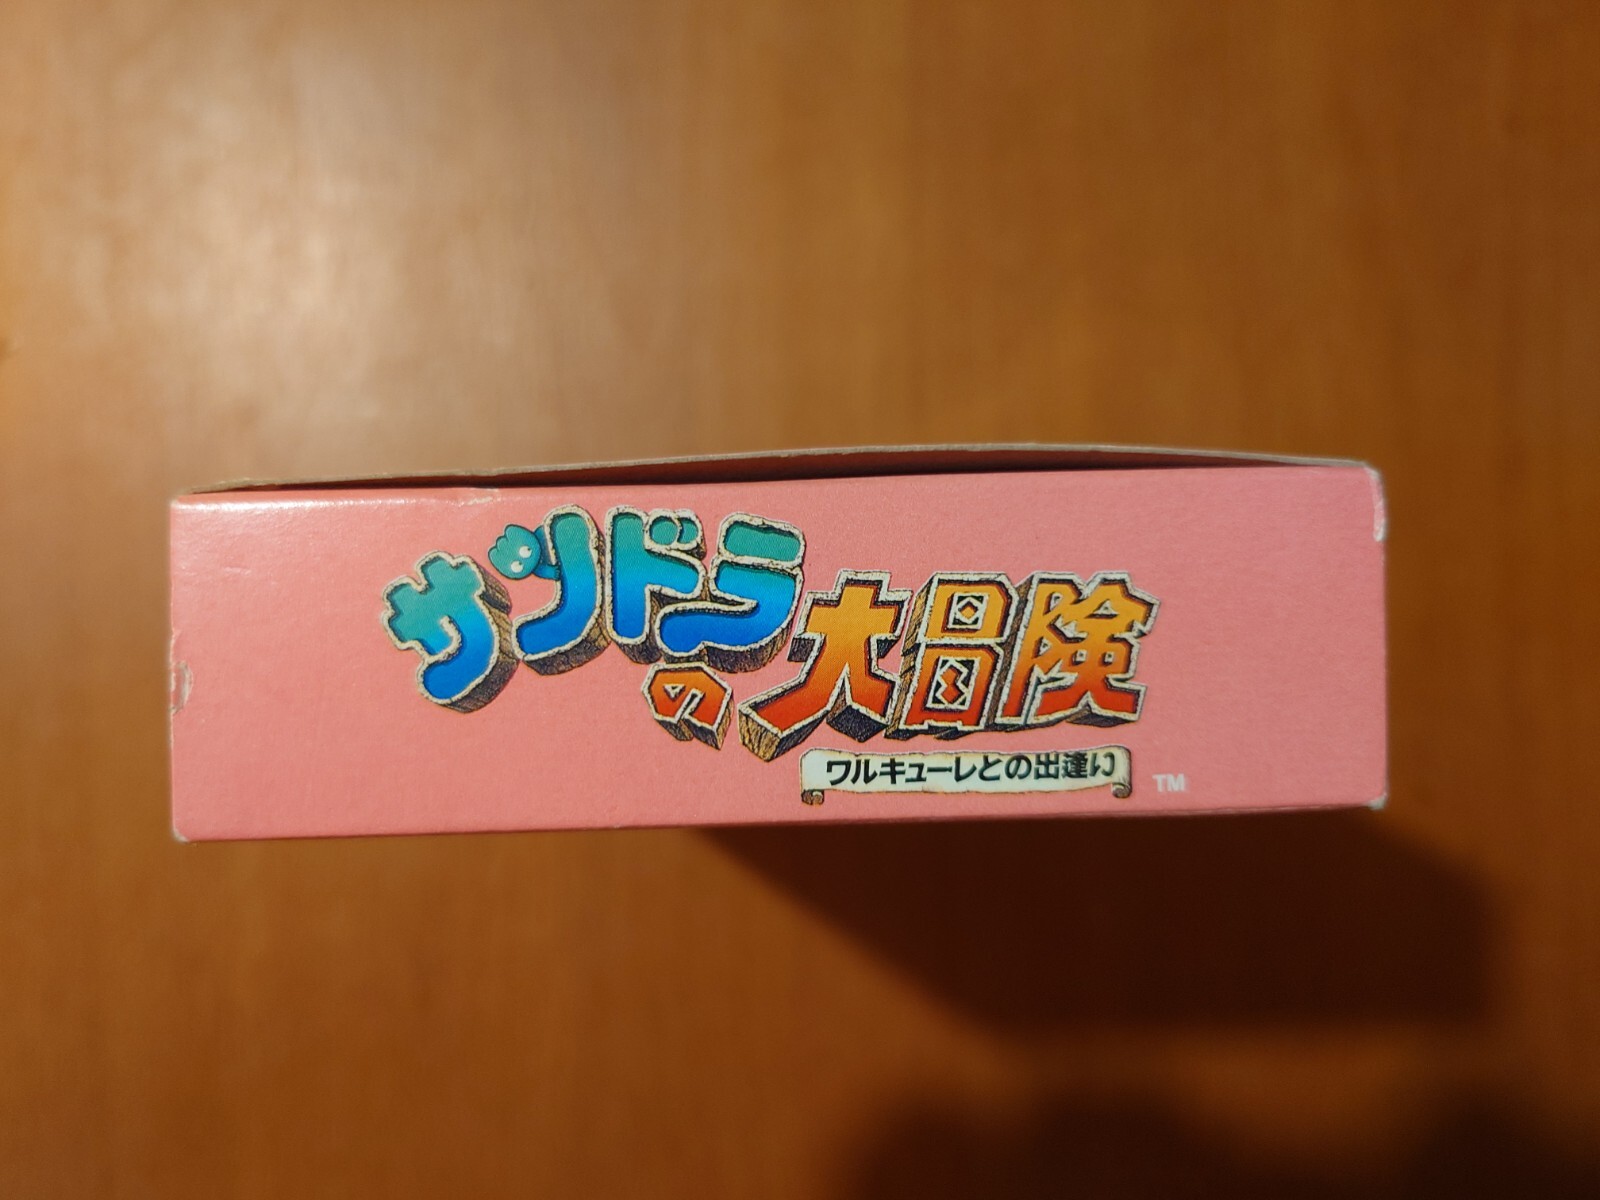 サンドラの大冒険
ワルキューレとの出逢い
TM